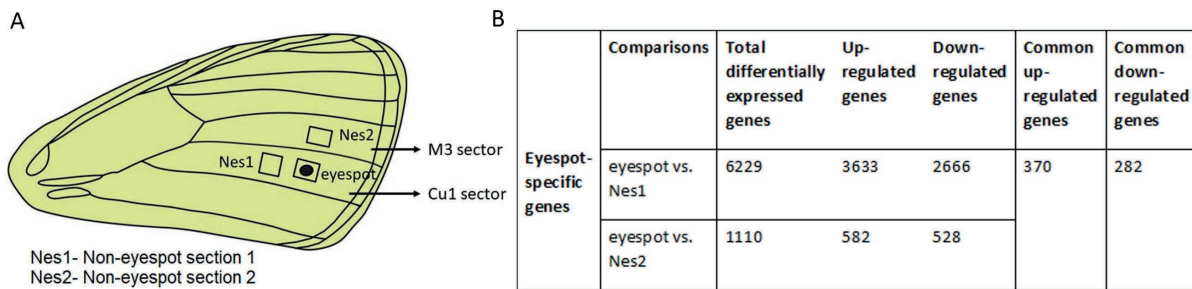 A
Nes2
Nes1
eyespot
M3 sector
Cu1 sector
Nes1- Non-eyespot section 1
Nes2- Non-eyespot section 2
B
Comparisons
Total differentially expressed genes
Up-regulated genes
Down-regulated genes
Common up-regulated genes
Common down-regulated genes
Eyespot-specific genes
eyespot vs. Nes1
6229
3633
2666
370
282
eyespot vs. Nes2
1110
582
528